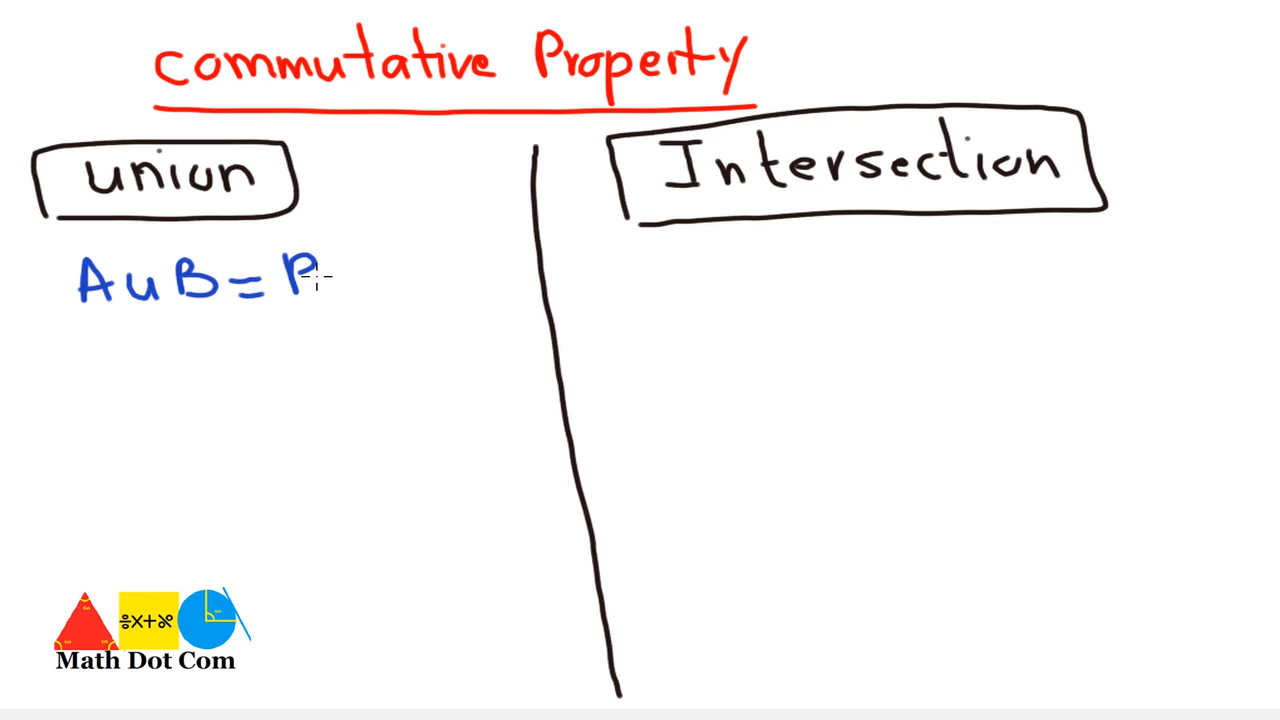 Commutative Property
Union
Intersection
A ∪ B = P
÷x+%
Math Dot Com